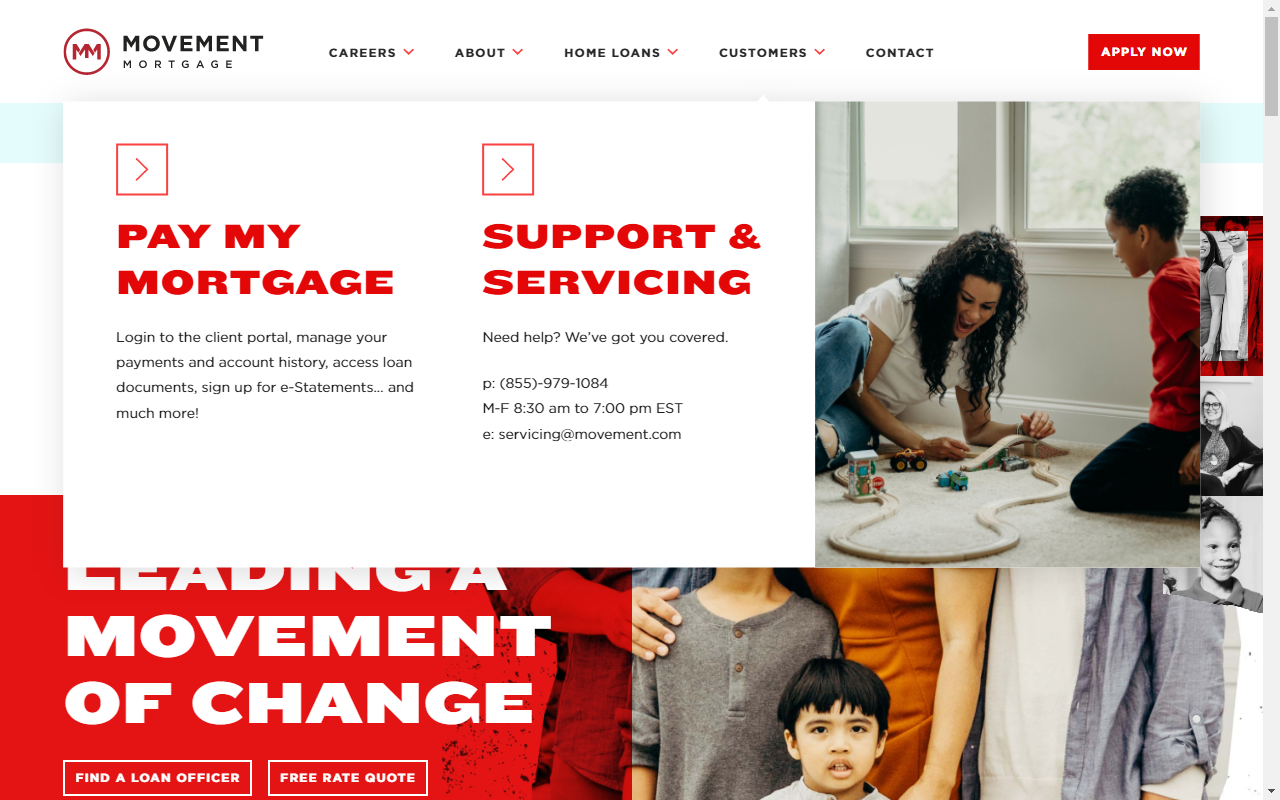 MOVEMENT
MORTGAGE
CAREERS
ABOUT
HOME LOANS
CUSTOMERS
CONTACT
APPLY NOW
PAY MY
MORTGAGE
Login to the client portal, manage your
payments and account history, access loan
documents, sign up for e-Statements... and
much more!
SUPPORT &
SERVICING
Need help? We've got you covered.
p: (855)-979-1084
M-F 8:30 am to 7:00 pm EST
e: servicing@movement.com
LEADING A
MOVEMENT
OF CHANGE
FIND A LOAN OFFICER
FREE RATE QUOTE